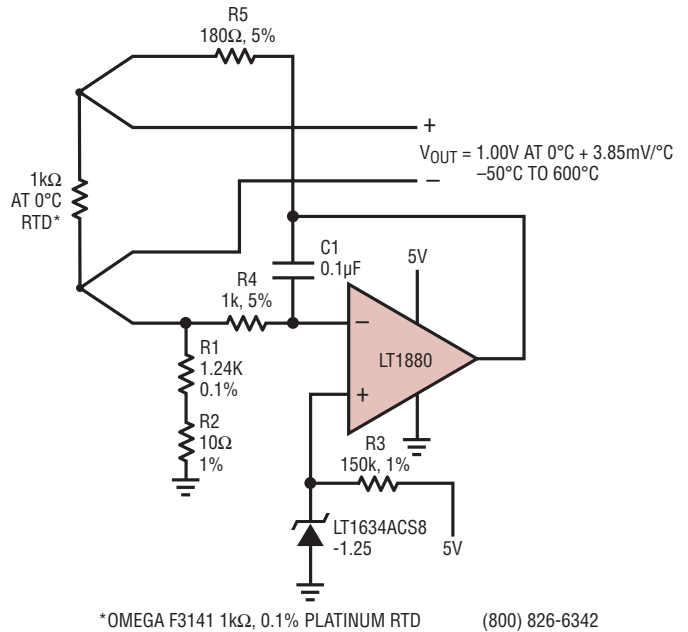 R5
180Ω, 5%
+
VOUT = 1.00V AT 0°C + 3.85mV/°C
–50°C TO 600°C
–
1kΩ
AT 0°C
RTD*
C1
0.1µF
5V
R4
1k, 5%
–
LT1880
+
R1
1.24K
0.1%
R2
10Ω
1%
R3
150k, 1%
LT1634ACS8
-1.25
5V
*OMEGA F3141 1kΩ, 0.1% PLATINUM RTD (800) 826-6342